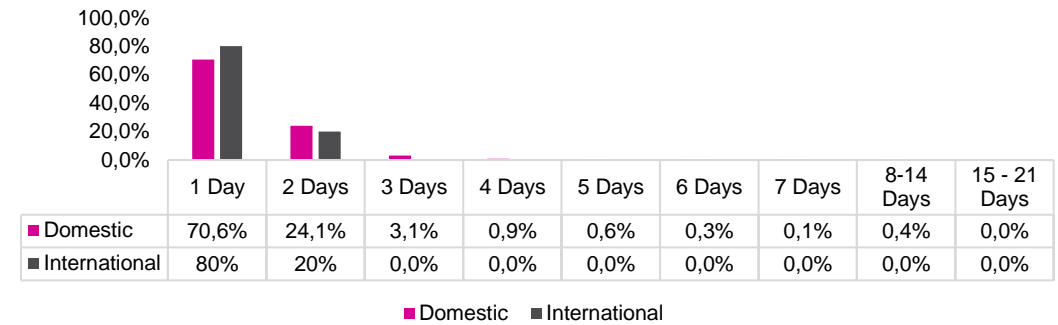 100,0%
80,0%
60,0%
40,0%
20,0%
0,0%
1 Day 2 Days 3 Days 4 Days 5 Days 6 Days 7 Days 8-14 Days 15 - 21 Days
Domestic 70,6% 24,1% 3,1% 0,9% 0,6% 0,3% 0,1% 0,4% 0,0%
International 80% 20% 0,0% 0,0% 0,0% 0,0% 0,0% 0,0% 0,0%
Domestic International